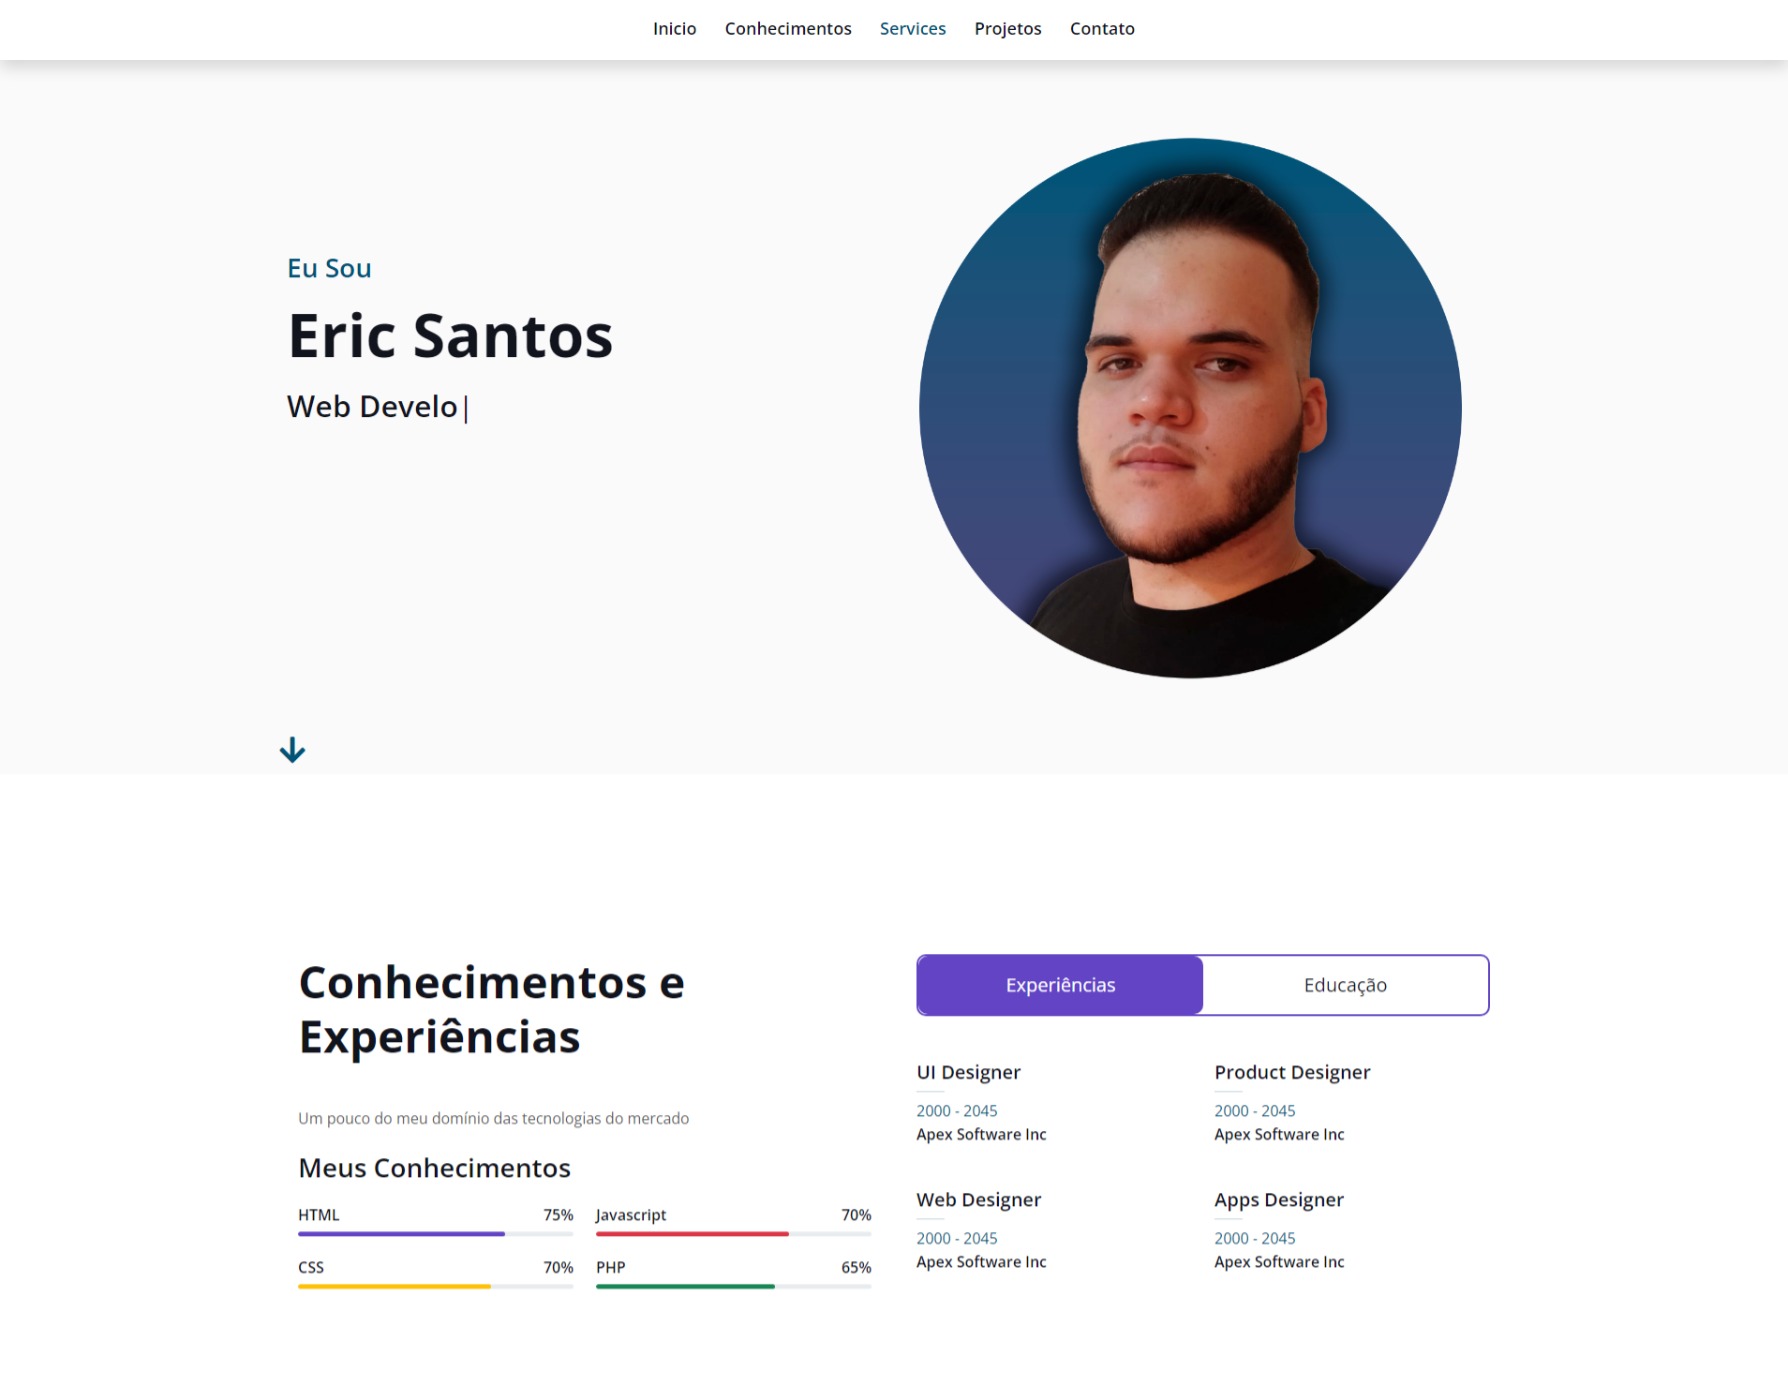 Inicio Conhecimentos Services Projetos Contato
Eu Sou
Eric Santos
Web Develo|
Conhecimentos e
Experiências
Um pouco do meu domínio das tecnologias do mercado
Meus Conhecimentos
HTML 75%
Javascript 70%
CSS 70%
PHP 65%
Experiências Educação
UI Designer
2000 - 2045
Apex Software Inc
Product Designer
2000 - 2045
Apex Software Inc
Web Designer
2000 - 2045
Apex Software Inc
Apps Designer
2000 - 2045
Apex Software Inc